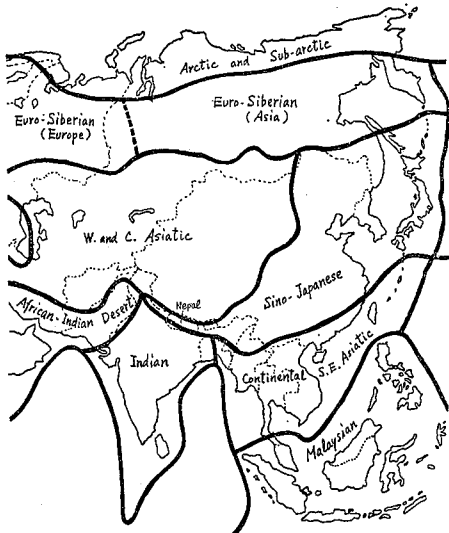 Arctic and Sub-arctic
Euro-Siberian
(Europe)
Euro-Siberian
(Asia)
W. and C. Asiatic
African-Indian Desert
Nepal
Sino-Japanese
Indian
Continental
S.E. Asiatic
Malaysian